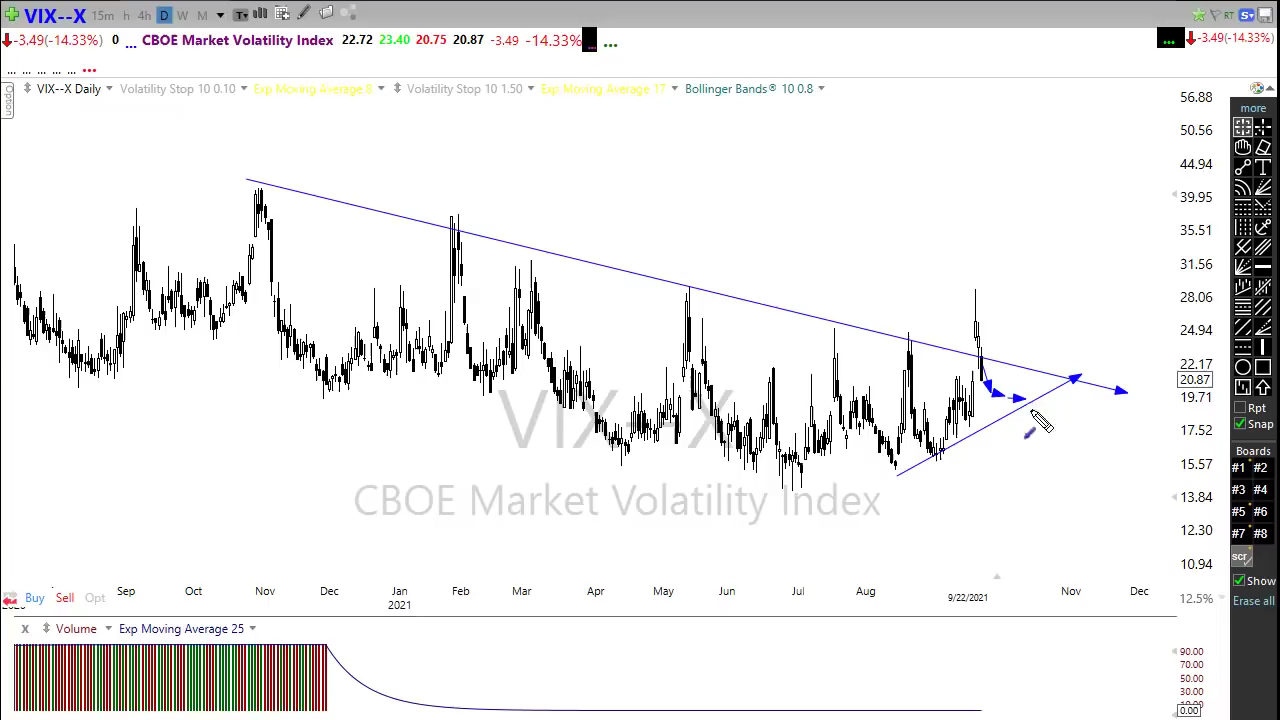 VIX--X 15m h 4h D W M T RT S
-3.49(-14.33%) 0 ... CBOE Market Volatility Index 22.72 23.40 20.75 20.87 -3.49 -14.33% ... ... ... -3.49(-14.33%)
... ... ... ... ... ...
Option
VIX--X Daily Volatility Stop 10 0.10 Exp Moving Average 8 Volatility Stop 10 1.50 Exp Moving Average 17 Bollinger Bands® 10 0.8
56.88
50.56
44.94
39.95
35.51
31.56
28.06
24.94
22.17
20.87
19.71
17.52
15.57
13.84
12.30
10.94
12.5%
VIX--X
CBOE Market Volatility Index
Sep Oct Nov Dec Jan Feb Mar Apr May Jun Jul Aug 9/22/2021 Nov Dec
2021
Buy Sell Opt
X Volume Exp Moving Average 25
90.00
70.00
50.00
30.00
0.00
more
T
Rpt
Snap
Boards
#1 #2
#3 #4
#5 #6
#7 #8
scr
Show
Erase all